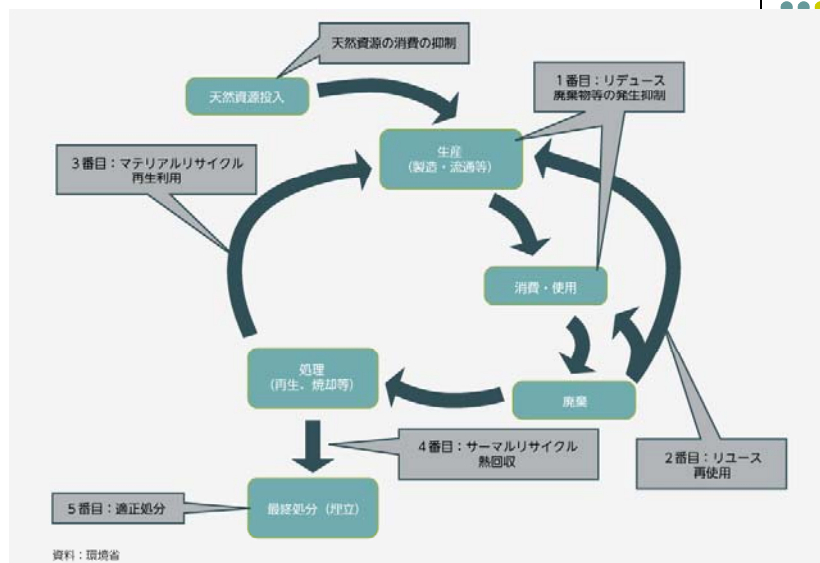 天然資源の消費の抑制
天然資源投入
1番目:リデュース
廃棄物等の発生抑制
生産
(製造・流通等)
3番目:マテリアルリサイクル
再生利用
消費・使用
処理
(再生、焼却等)
廃棄
4番目:サーマルリサイクル
熱回収
2番目:リユース
再使用
5番目:適正処分
最終処分(埋立)
資料:環境省